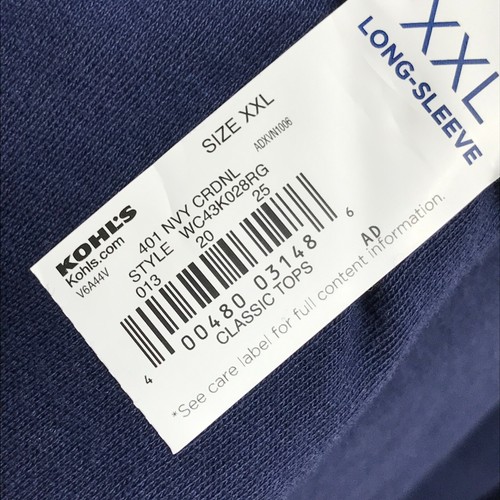 XXL
LONG-SLEEVE
SIZE XXL
ADXVN1006
KOHL'S
Kohls.com
V6A44V
401 NVY CRDNL
STYLE WC43K028RG
013 20 25
4 00480 03148 6
CLASSIC TOPS AD
*See care label for full content information.